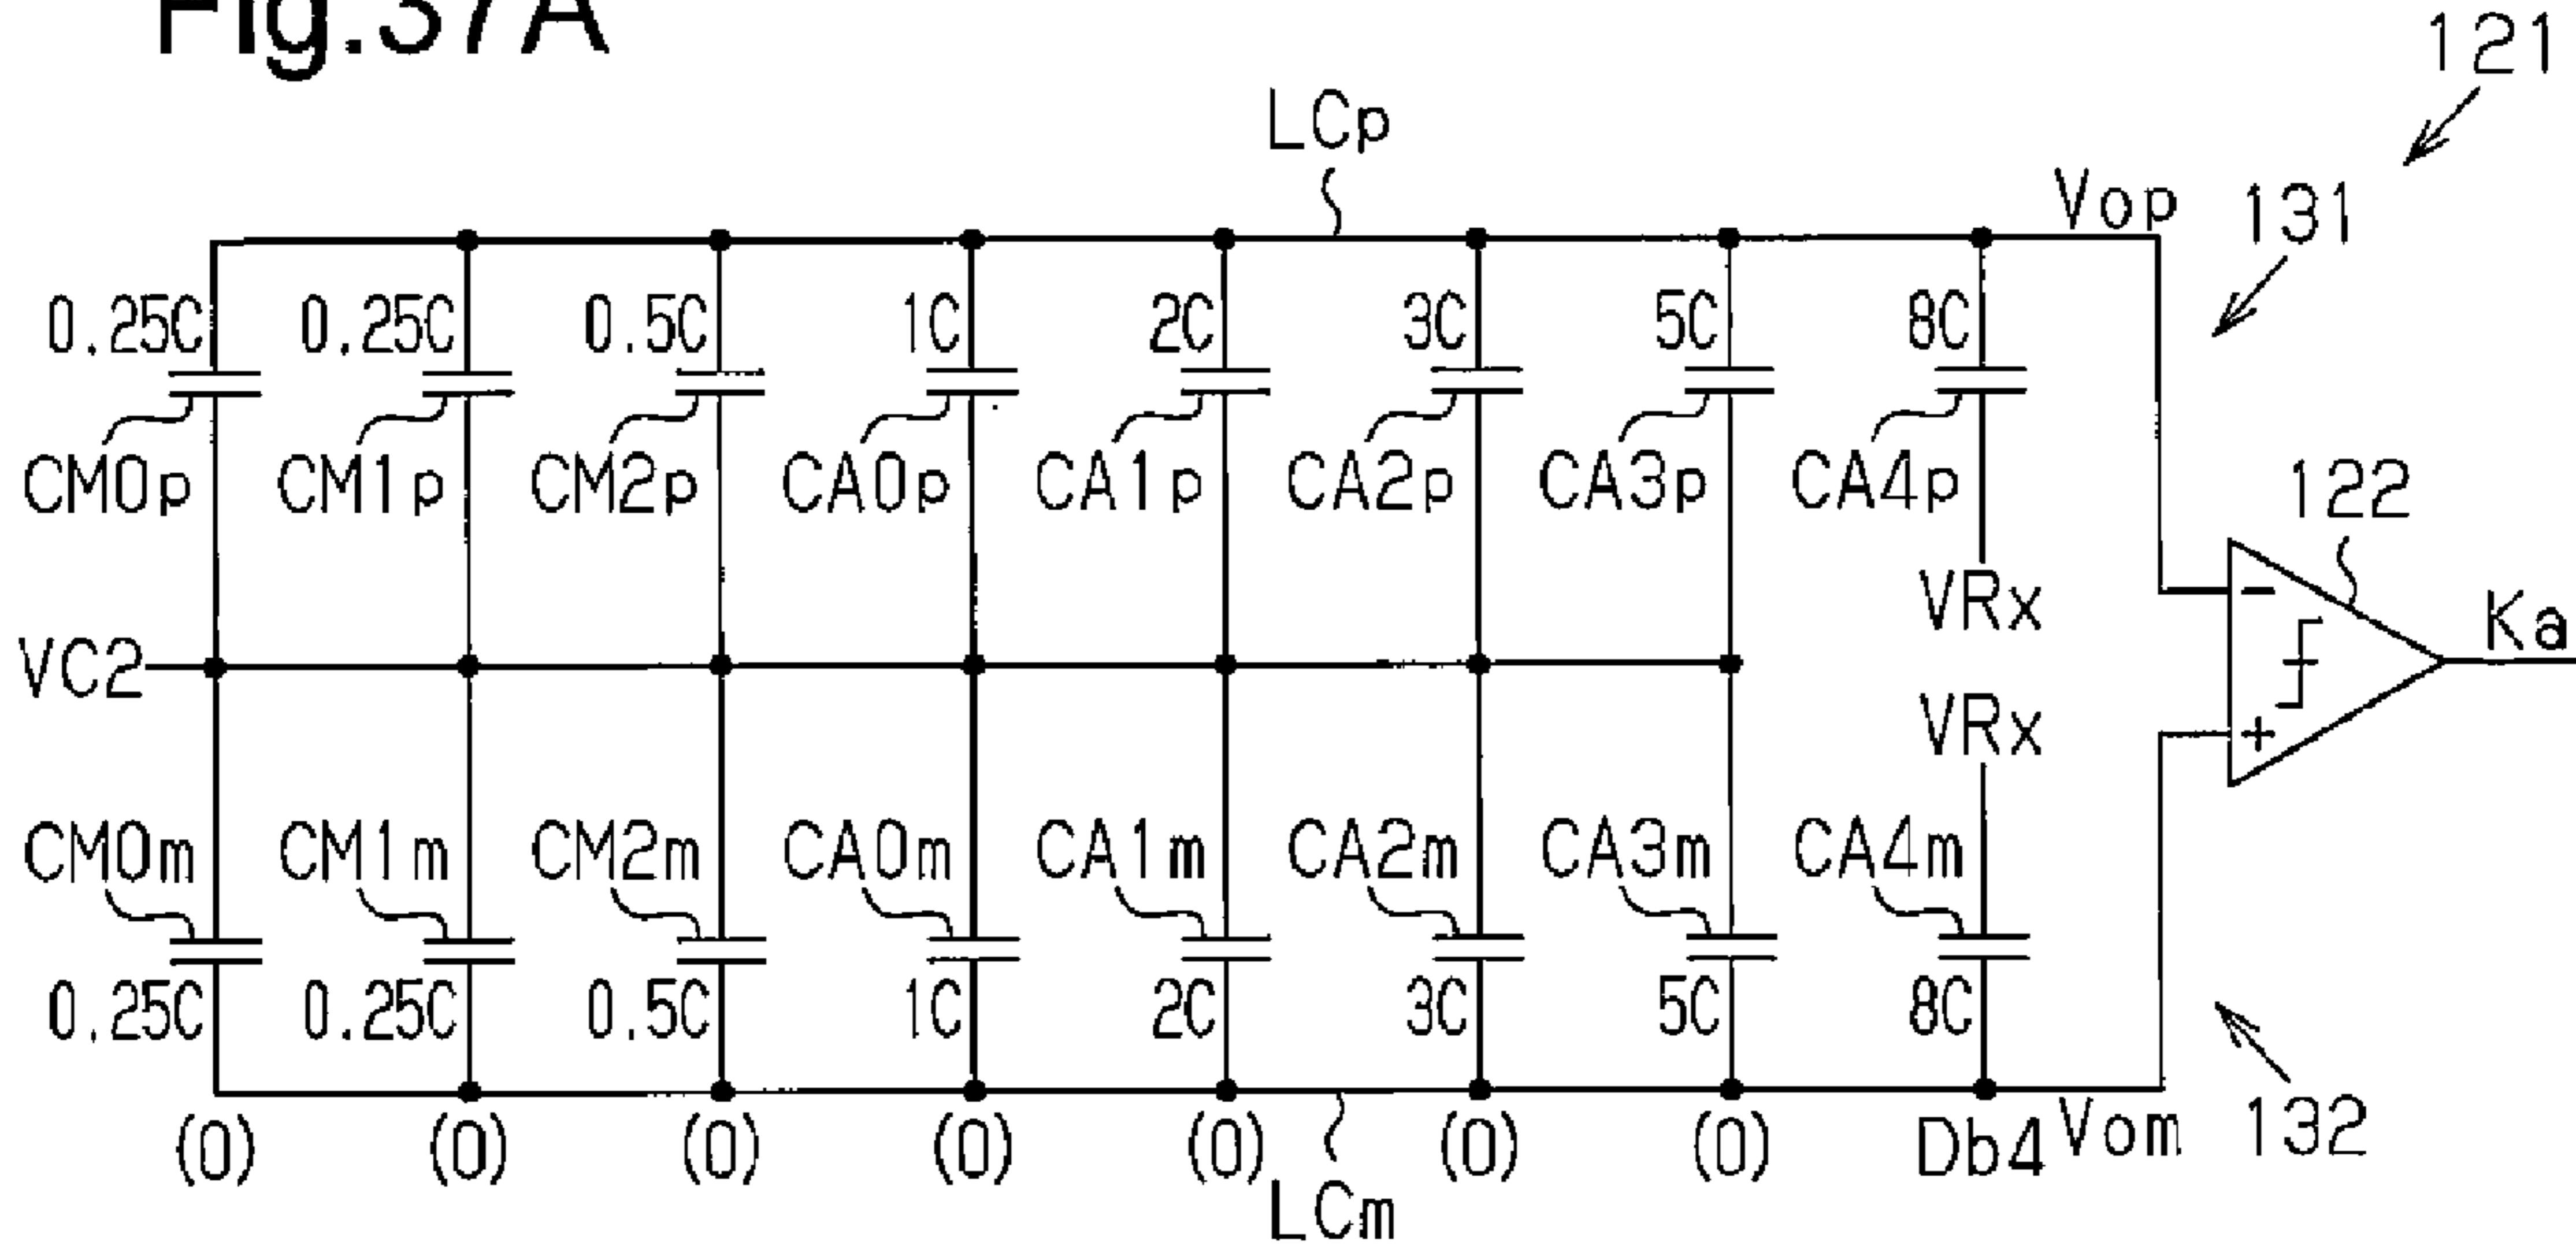 Fig.37A
121
LCp
Vop
131
0.25C 0.25C 0.5C 1C 2C 3C 5C 8C
CM0p CM1p CM2p CA0p CA1p CA2p CA3p CA4p
122
VRx
Ka
VC2
−
VRx
+
CM0m CM1m CM2m CA0m CA1m CA2m CA3m CA4m
0.25C 0.25C 0.5C 1C 2C 3C 5C 8C
(0) (0) (0) (0) (0) (0) (0) Db4 Vom 132
LCm